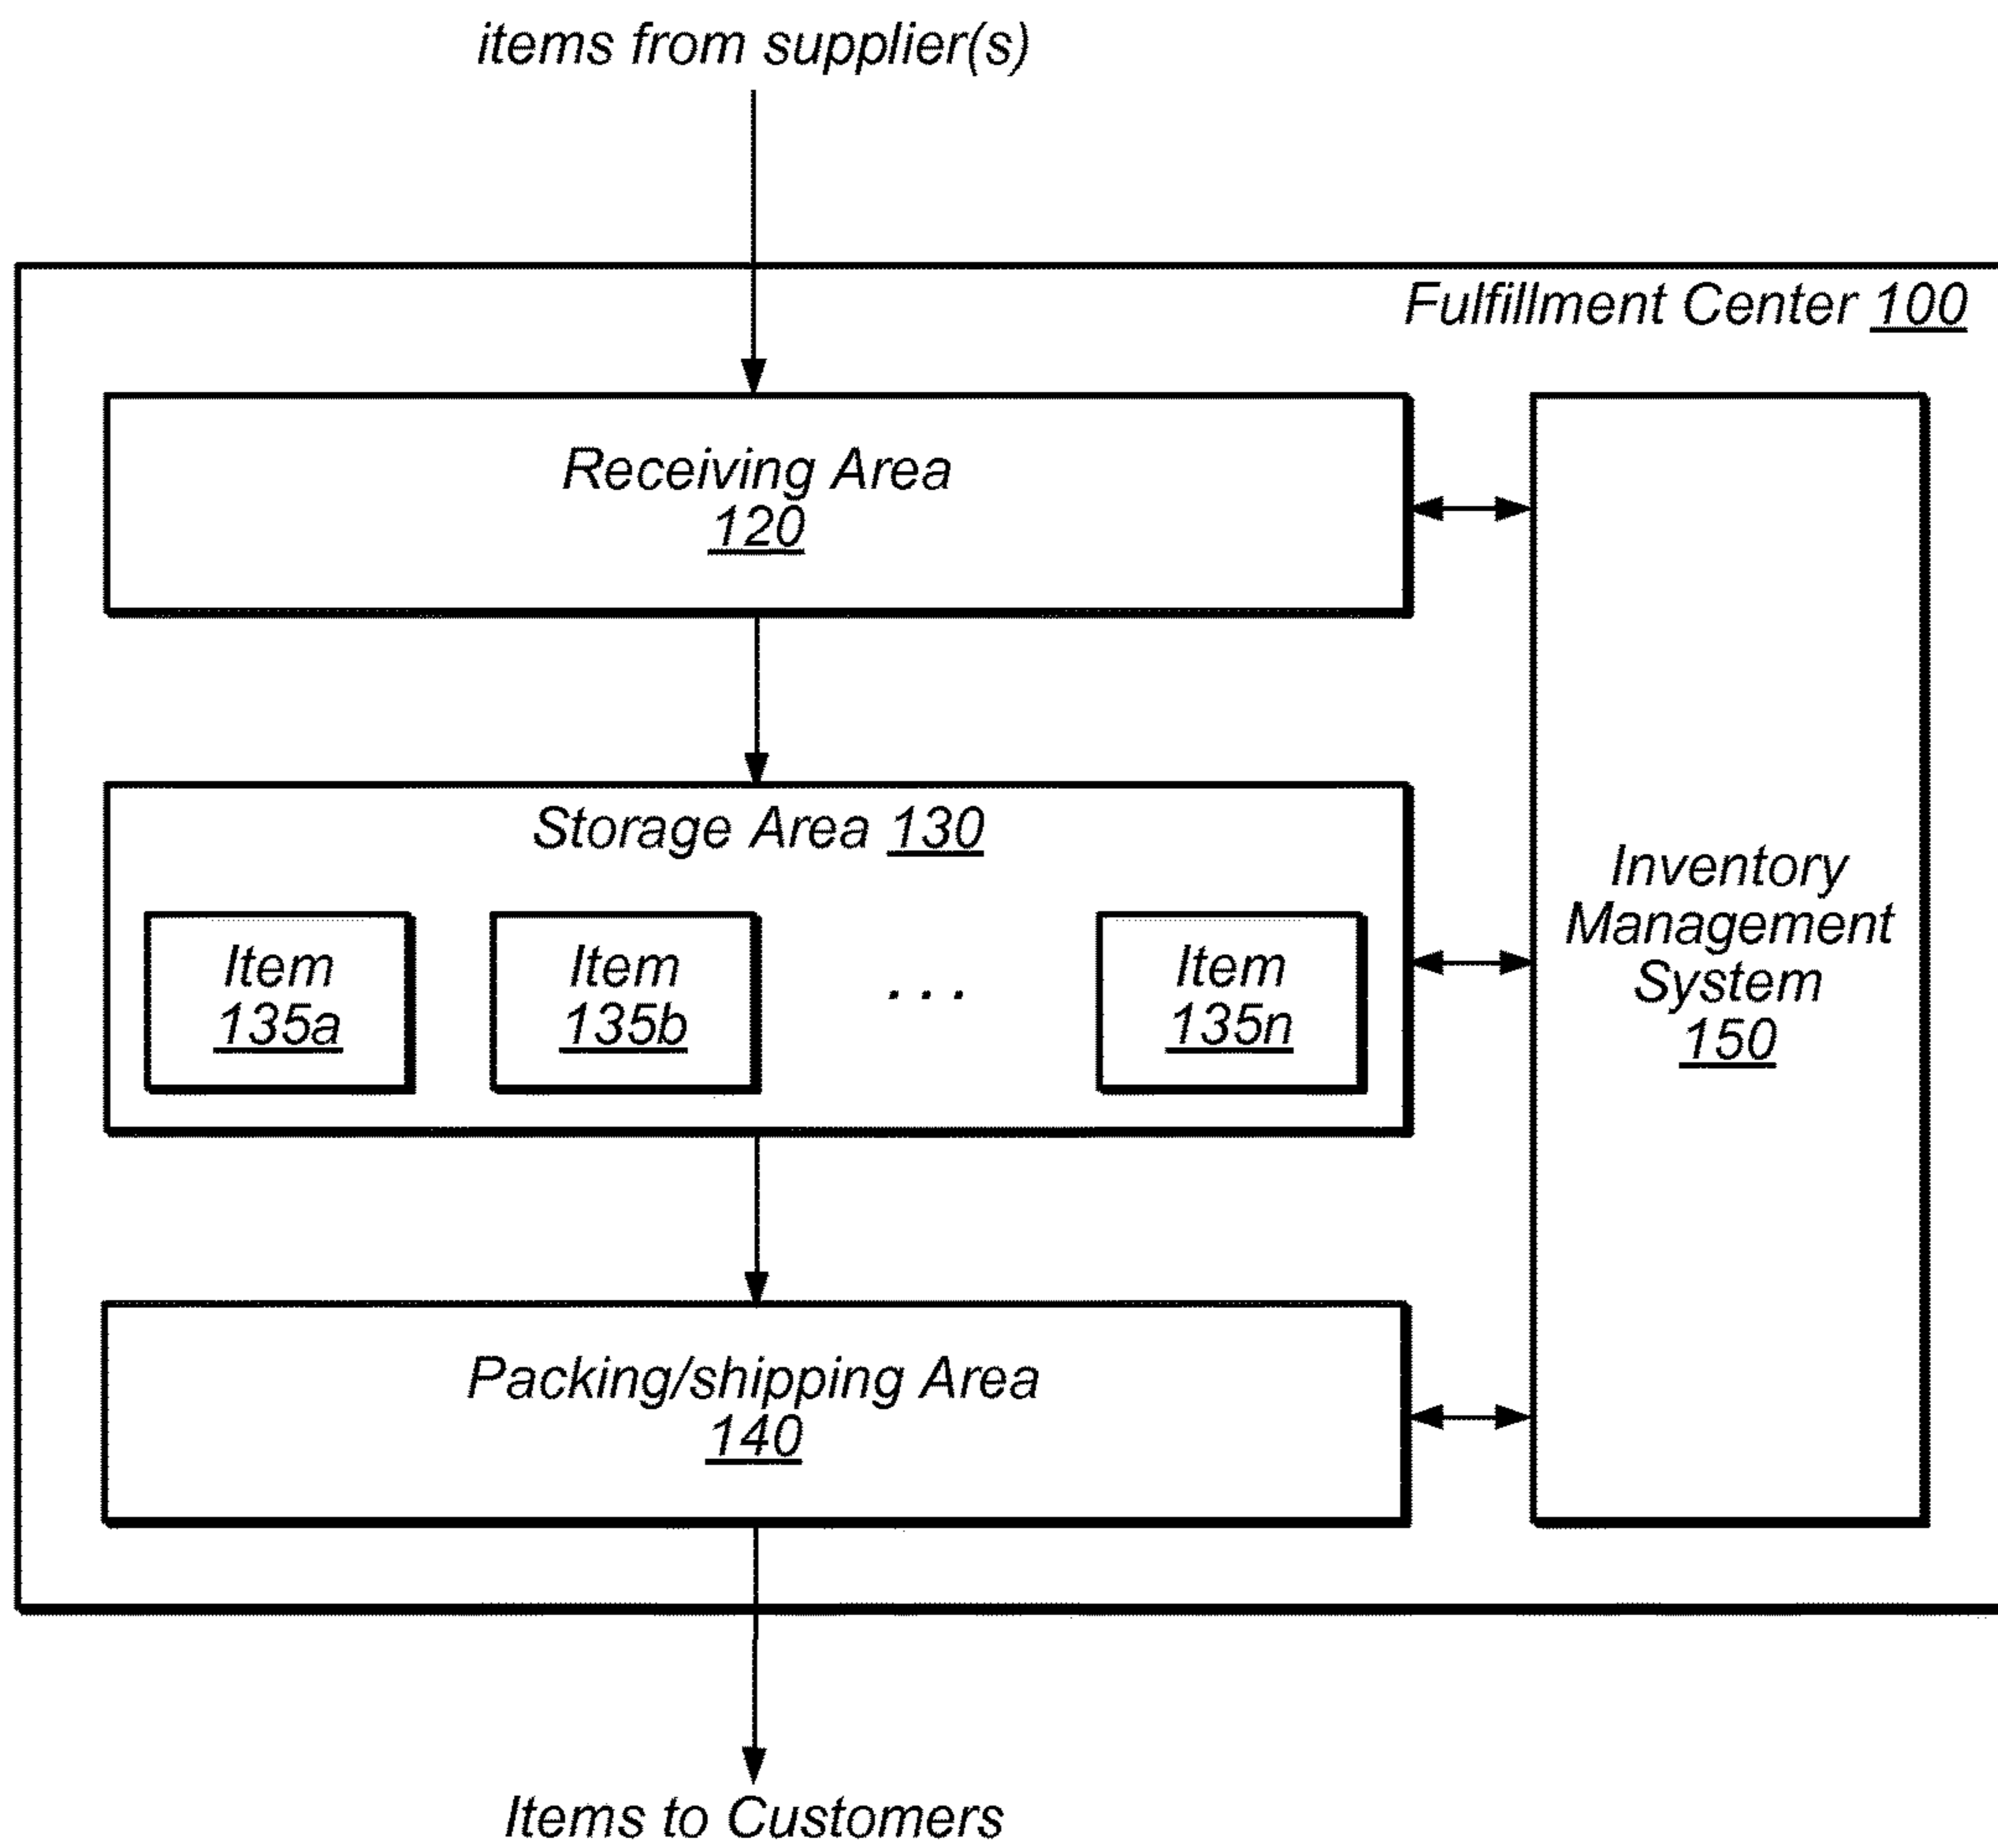 items from supplier(s)
Fulfillment Center 100
Receiving Area
120
Storage Area 130
Item
135a
Item
135b
...
Item
135n
Inventory
Management
System
150
Packing/shipping Area
140
Items to Customers